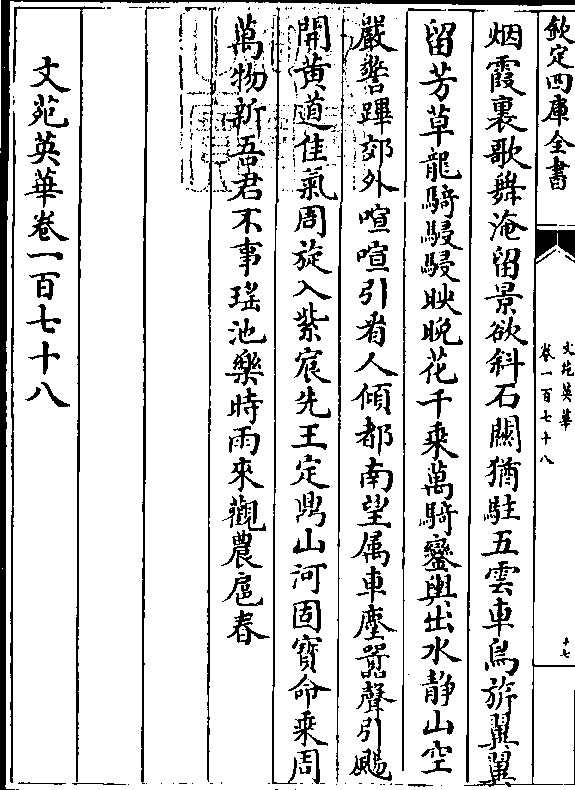 欽定四庫全書
文苑英華
卷一百七十八
十七
烟霞裏歌舞淹留景欲斜石關猶駐五雲車鳥旂翼翼
留芳草龍騎駸駸映晩花千乘萬騎鑾輿出水静山空
嚴警蹕郊外喧喧引看人傾都南望属車塵嚣聲引颺
開黄道佳氣周旋入紫宸先王定鼎山河固寶命乘周
萬物新吾君不事瑤池樂時雨來觀農扈春
文苑英華卷一百七十八